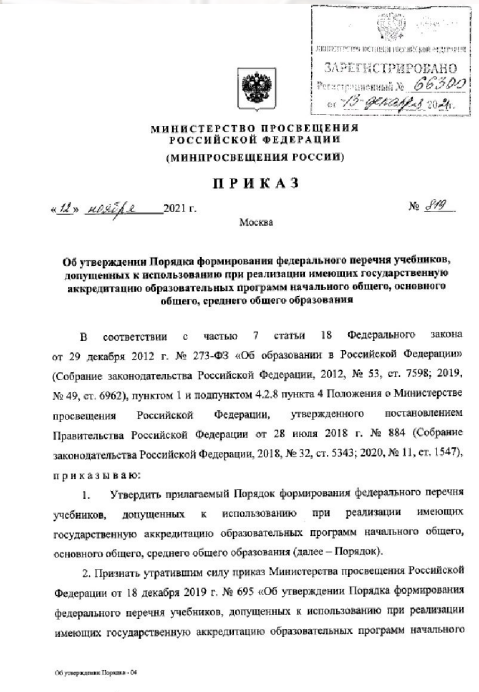 МИНИСТЕРСТВО ЮСТИЦИИ РОССИЙСКОЙ ФЕДЕРАЦИИ
ЗАРЕГИСТРИРОВАНО
Регистрационный № 66300
от "13" декабря 2021.
МИНИСТЕРСТВО ПРОСВЕЩЕНИЯ
РОССИЙСКОЙ ФЕДЕРАЦИИ
(МИНПРОСВЕЩЕНИЯ РОССИИ)
ПРИКАЗ
«12» ноября 2021 г.
№ 819
Москва
Об утверждении Порядка формирования федерального перечня учебников,
допущенных к использованию при реализации имеющих государственную
аккредитацию образовательных программ начального общего, основного
общего, среднего общего образования
В соответствии с частью 7 статьи 18 Федерального закона
от 29 декабря 2012 г. № 273-ФЗ «Об образовании в Российской Федерации»
(Собрание законодательства Российской Федерации, 2012, № 53, ст. 7598; 2019,
№ 49, ст. 6962), пунктом 1 и подпунктом 4.2.8 пункта 4 Положения о Министерстве
просвещения Российской Федерации, утвержденного постановлением
Правительства Российской Федерации от 28 июля 2018 г. № 884 (Собрание
законодательства Российской Федерации, 2018, № 32, ст. 5343; 2020, № 11, ст. 1547),
приказываю:
1. Утвердить прилагаемый Порядок формирования федерального перечня
учебников, допущенных к использованию при реализации имеющих
государственную аккредитацию образовательных программ начального общего,
основного общего, среднего общего образования (далее – Порядок).
2. Признать утратившим силу приказ Министерства просвещения Российской
Федерации от 18 декабря 2019 г. № 695 «Об утверждении Порядка формирования
федерального перечня учебников, допущенных к использованию при реализации
имеющих государственную аккредитацию образовательных программ начального
Об утверждении Порядка - 04